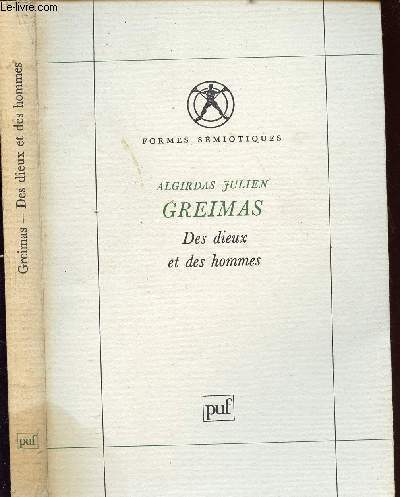 Le-livre.com
Greimas — Des dieux et des hommes
puf
FORMES SÉMIOTIQUES
ALGIRDAS JULIEN
GREIMAS
Des dieux
et des hommes
puf